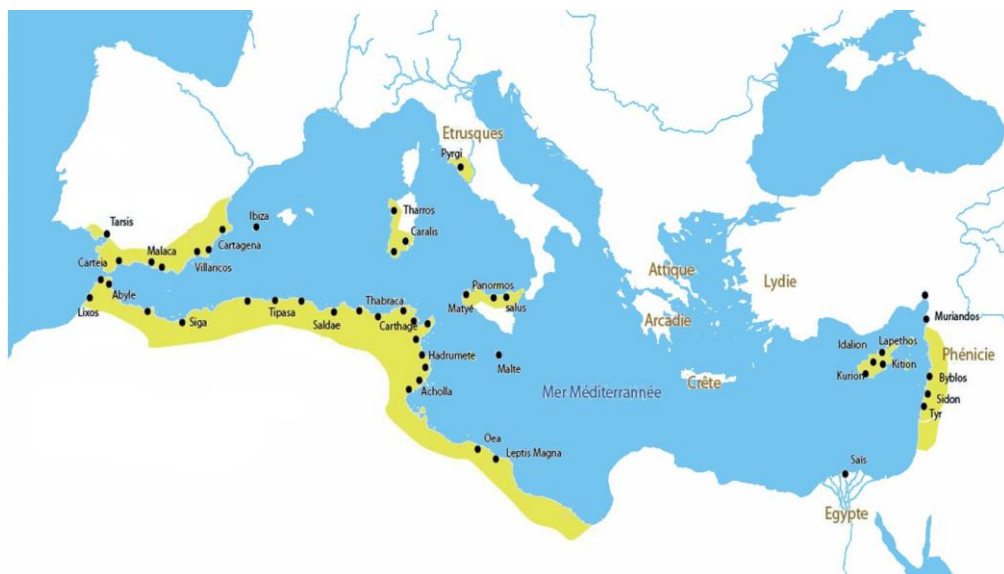 Etrusques
Pyrgi
Tarsis
Ibiza
Tharros
Caralis
Cartagena
Malaca
Villaricos
Carteia
Abyle
Lixos
Siga
Tipasa
Saldae
Thabraca
Carthage
Hadrumete
Acholla
Panormos
Matyé
salus
Malte
Oea
Leptis Magna
Attique
Arcadie
Crête
Mer Méditerrannée
Lydie
Muriandos
Idalion
Lapethos
Kition
Kurion
Phénicie
Byblos
Sidon
Tyr
Saïs
Egypte